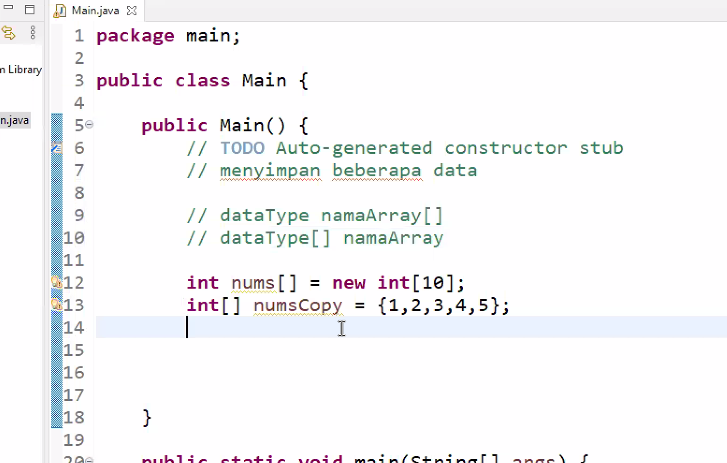 Main.java
m Library
n.java
1 package main;
2
3 public class Main {
4
5 public Main() {
6 // TODO Auto-generated constructor stub
7 // menyimpan beberapa data
8
9 // dataType namaArray[]
10 // dataType[] namaArray
11
12 int nums[] = new int[10];
13 int[] numsCopy = {1,2,3,4,5};
14
15
16
17
18 }
19
20 public static void main(String[] args) {